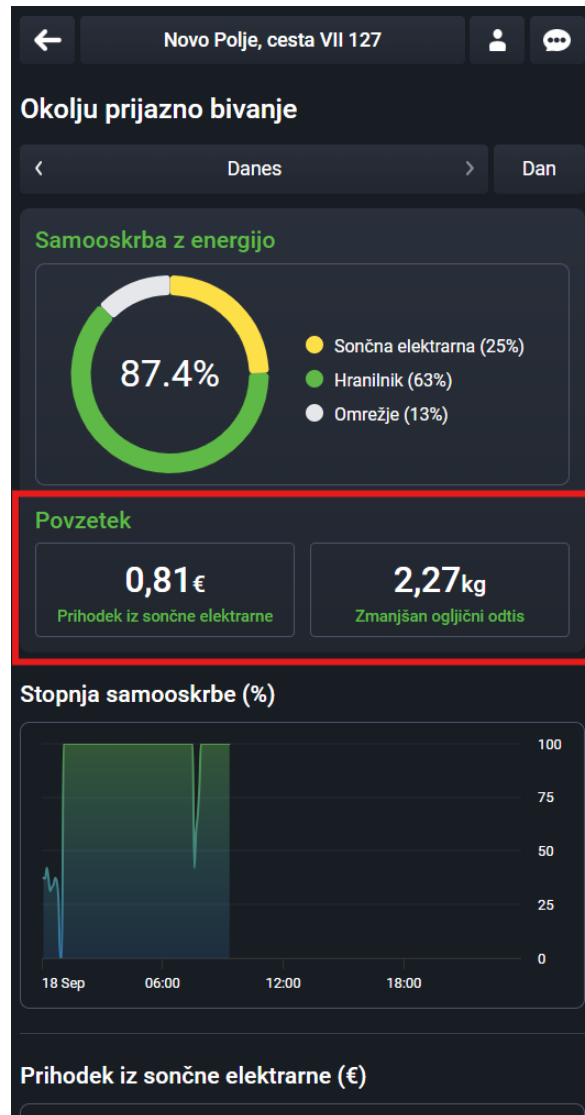 Novo Polje, cesta VII 127
Okolju prijazno bivanje
Danes
Dan
Samooskrba z energijo
87.4%
Sončna elektrarna (25%)
Hranilnik (63%)
Omrežje (13%)
Povzetek
0,81€
Prihodek iz sončne elektrarne
2,27kg
Zmanjšan ogljični odtis
Stopnja samooskrbe (%)
100
75
50
25
0
18 Sep 06:00 12:00 18:00
Prihodek iz sončne elektrarne (€)